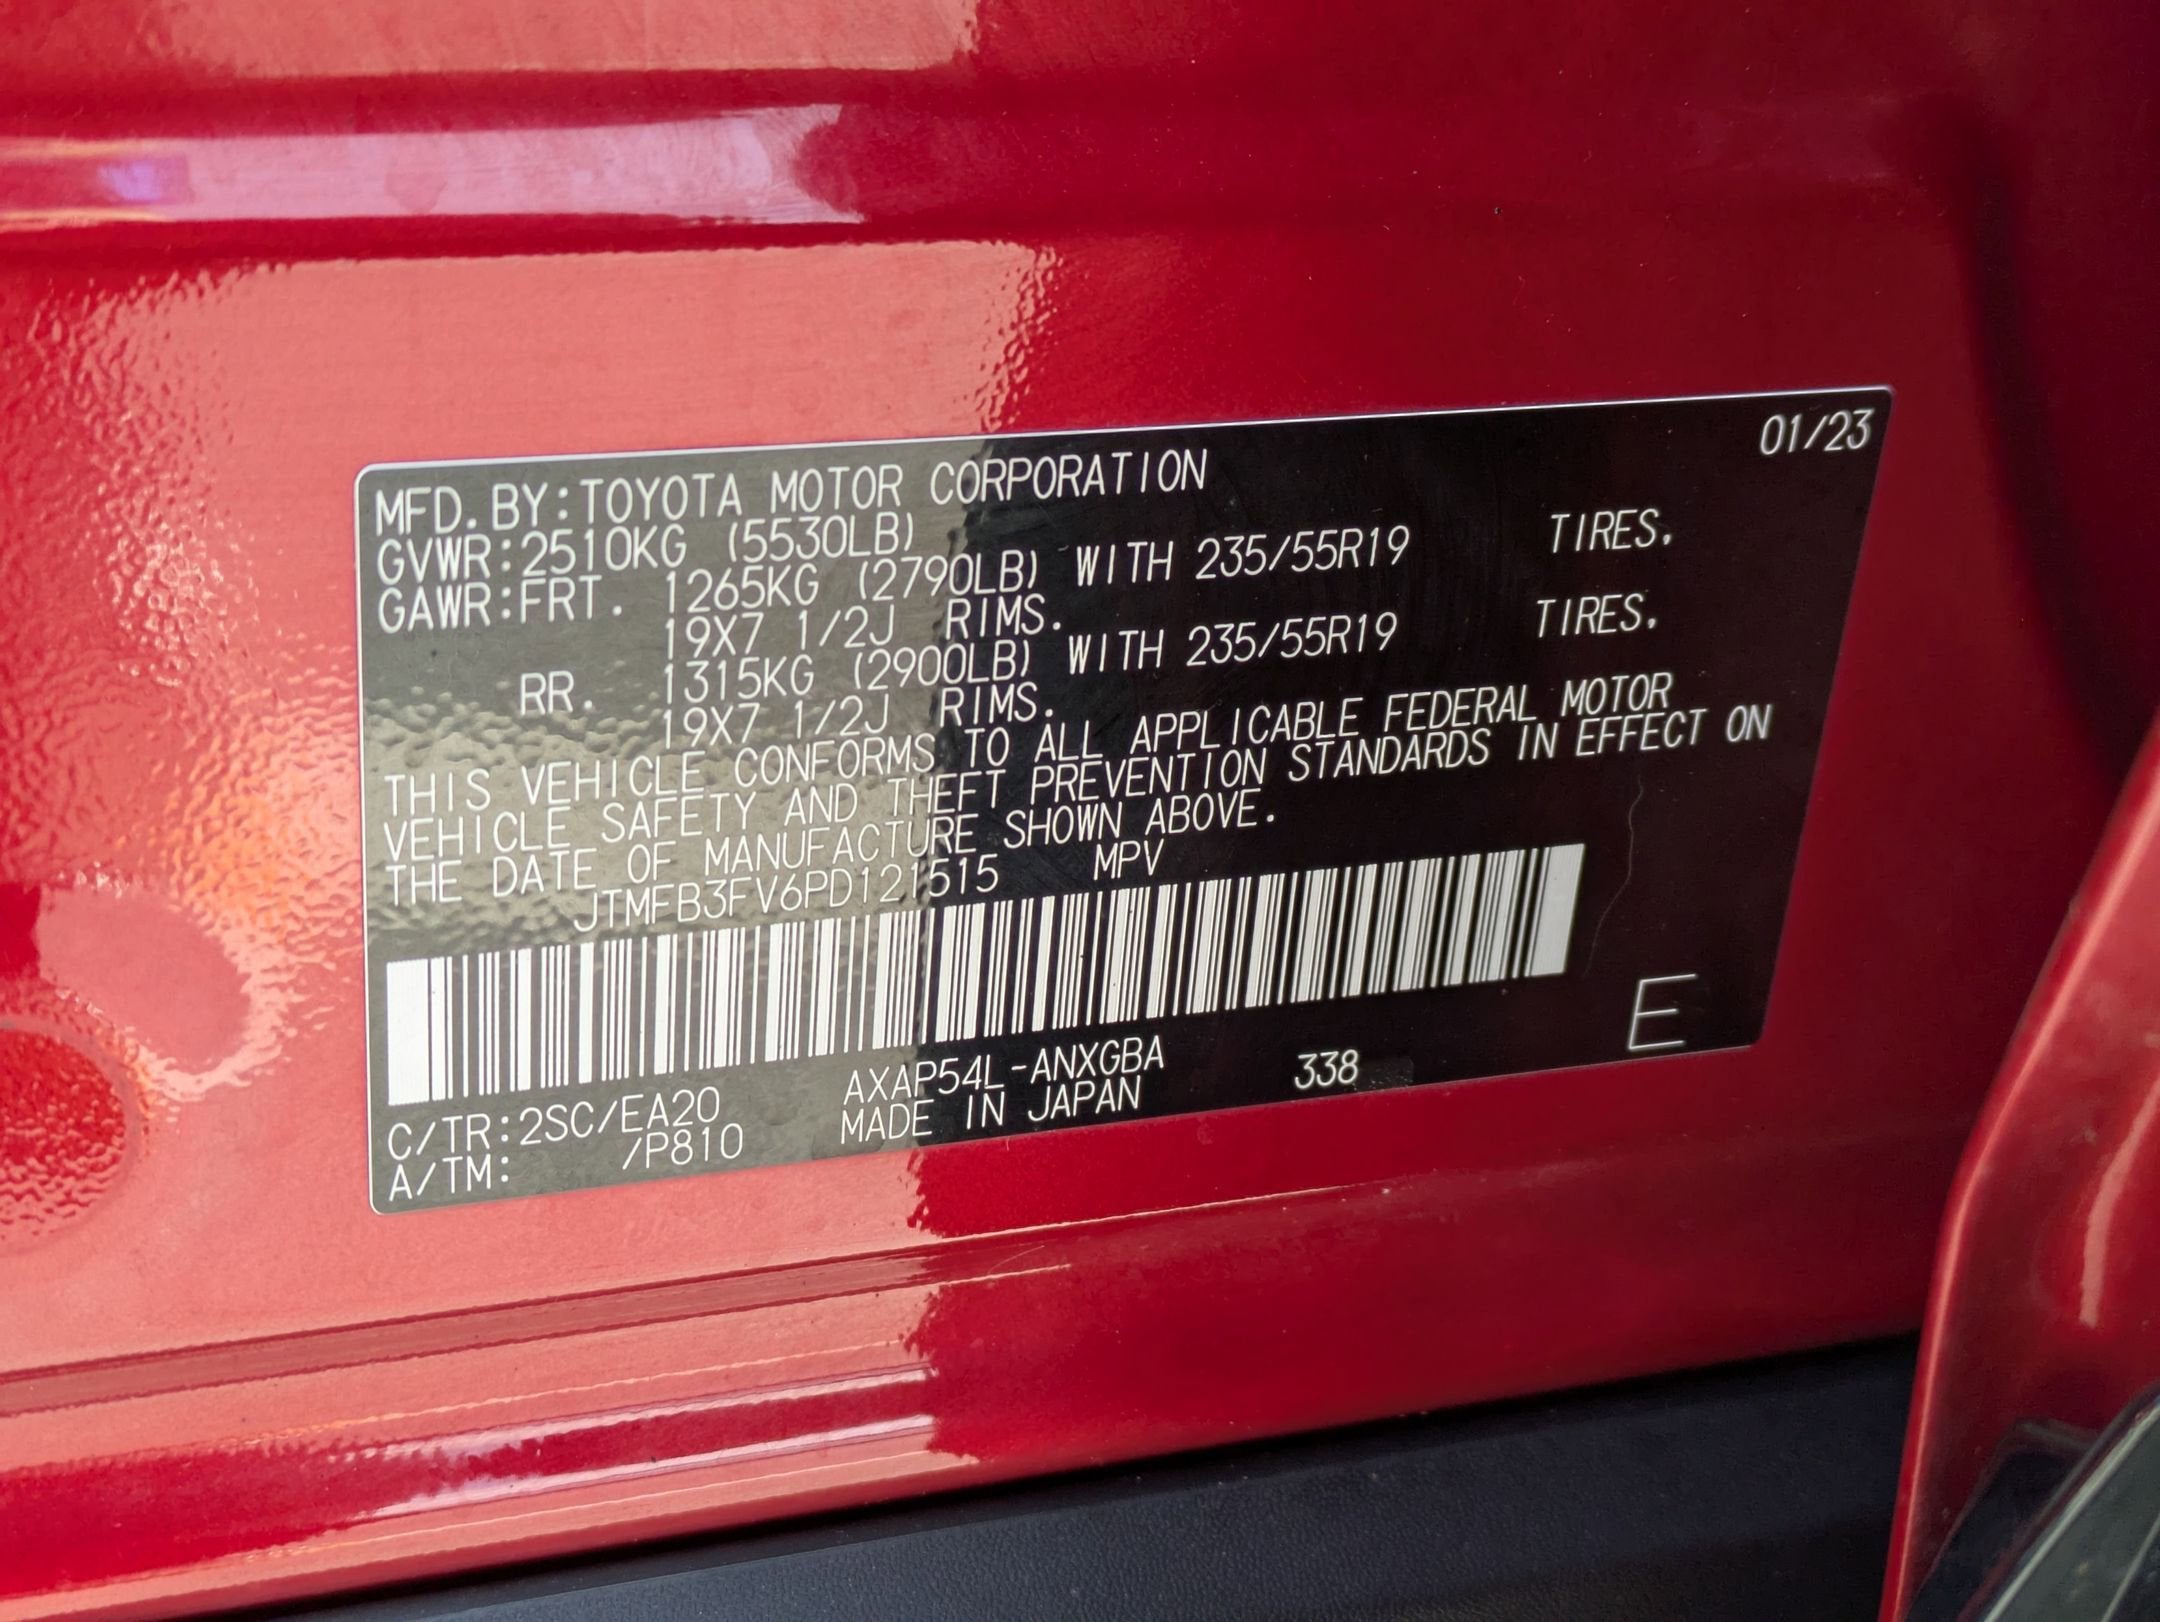 01/23
MFD.BY:TOYOTA MOTOR CORPORATION
GVWR:2510KG (5530LB)
GAWR:FRT. 1265KG (2790LB) WITH 235/55R19 TIRES.
19X7 1/2J RIMS.
RR. 1315KG (2900LB) WITH 235/55R19 TIRES.
19X7 1/2J RIMS.
THIS VEHICLE CONFORMS TO ALL APPLICABLE FEDERAL MOTOR
VEHICLE SAFETY AND THEFT PREVENTION STANDARDS IN EFFECT ON
THE DATE OF MANUFACTURE SHOWN ABOVE.
JTMFB3FV6PD121515 MPV
E
C/TR:2SC/EA20 AXAP54L-ANXGBA 338
A/TM: /P810 MADE IN JAPAN